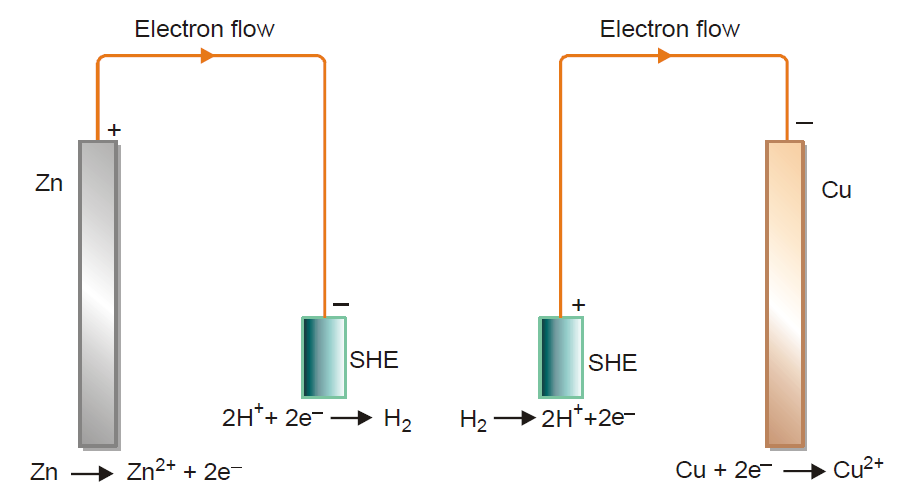 Electron flow
Electron flow
+
−
Zn
Cu
−
+
SHE
SHE
2H⁺+ 2e⁻ ⟶ H₂
H₂ ⟶ 2H⁺+2e⁻
Zn ⟶ Zn²⁺ + 2e⁻
Cu + 2e⁻ ⟶ Cu²⁺